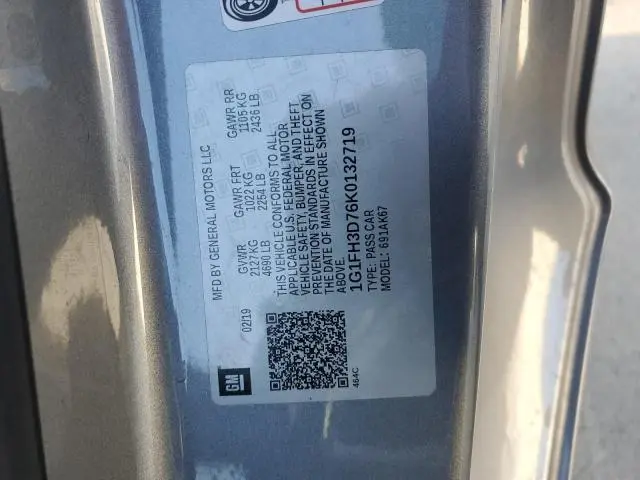 GM
02/19
MFD BY GENERAL MOTORS LLC
GVWR GAWR FRT GAWR RR
2127 KG 1022 KG 1105 KG
4690 LB 2254 LB 2436 LB
THIS VEHICLE CONFORMS TO ALL
APPLICABLE U.S. FEDERAL MOTOR
VEHICLE SAFETY, BUMPER, AND THEFT
PREVENTION STANDARDS IN EFFECT ON
THE DATE OF MANUFACTURE SHOWN
ABOVE.
1G1FH3D76K0132719
TYPE: PASS CAR
MODEL: 691AK67
464C